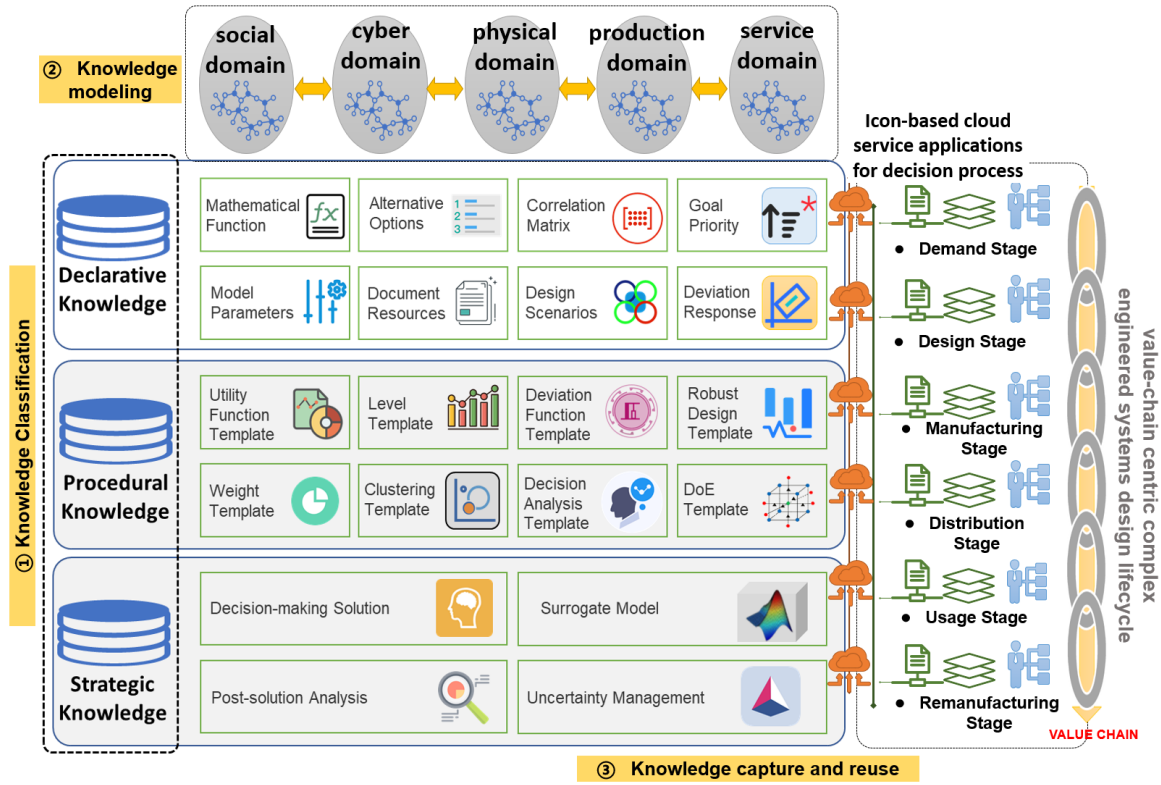 ② Knowledge
modeling
social
domain
cyber
domain
physical
domain
production
domain
service
domain
Icon-based cloud
service applications
for decision process
① Knowledge Classification
Declarative
Knowledge
Mathematical
Function
fx
Alternative
Options
1
2
3
Correlation
Matrix
Goal
Priority
*
Model
Parameters
Document
Resources
Design
Scenarios
Deviation
Response
Procedural
Knowledge
Utility
Function
Template
Level
Template
Deviation
Function
Template
Robust
Design
Template
Weight
Template
Clustering
Template
Decision
Analysis
Template
DoE
Template
Strategic
Knowledge
Decision-making Solution
Surrogate Model
Post-solution Analysis
Uncertainty Management
● Demand Stage
● Design Stage
● Manufacturing
Stage
● Distribution
Stage
● Usage Stage
● Remanufacturing
Stage
value-chain centric complex
engineered systems design lifecycle
VALUE CHAIN
③ Knowledge capture and reuse